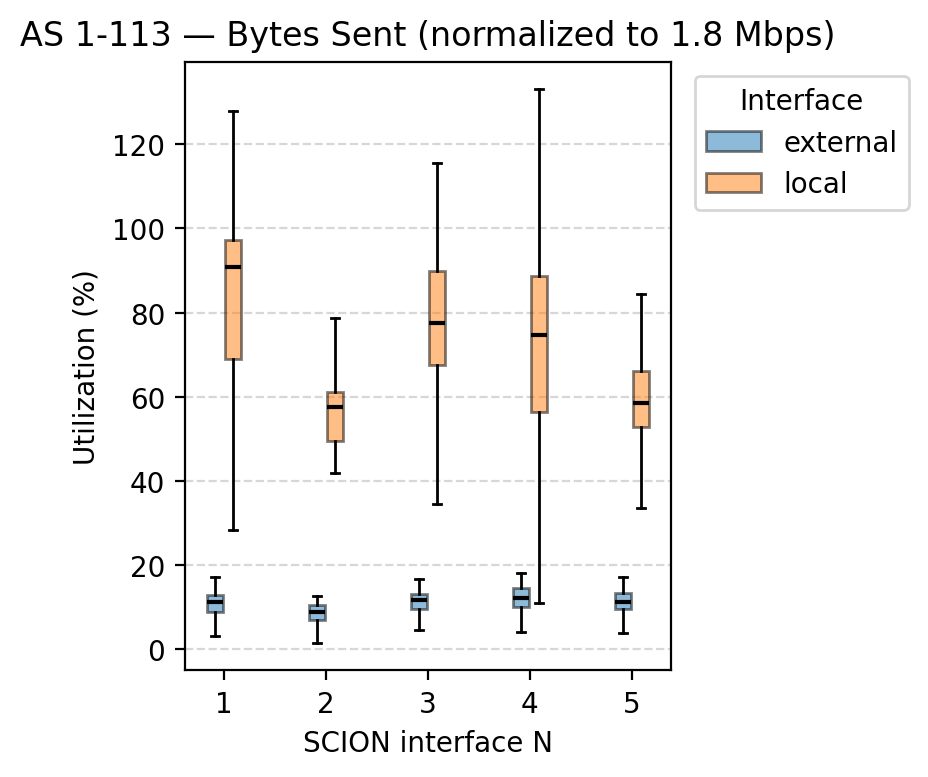 AS 1-113 — Bytes Sent (normalized to 1.8 Mbps)
Interface
external
local
Utilization (%)
120
100
80
60
40
20
0
1 2 3 4 5
SCION interface N